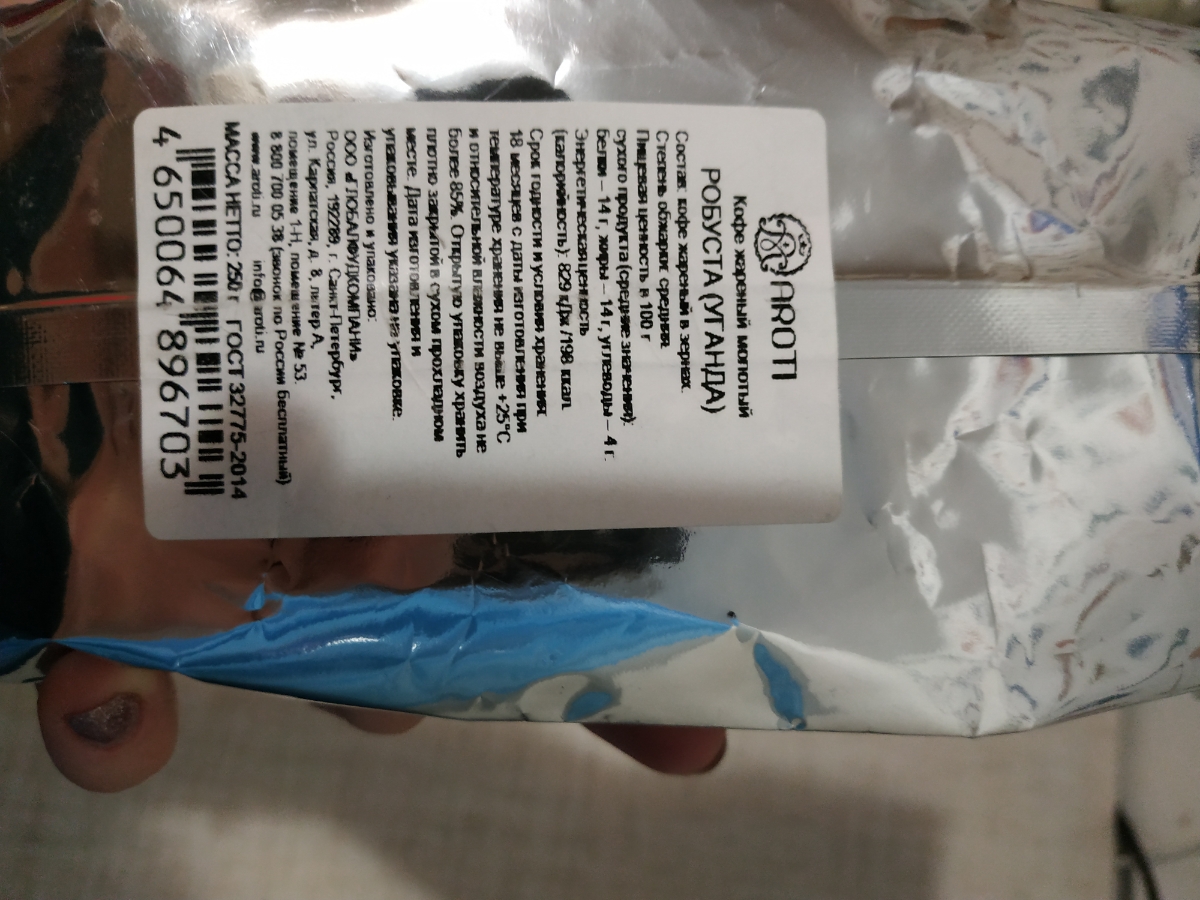 AROTI
Кофе жареный молотый
РОБУСТА (УГАНДА)
Состав: кофе жареный в зернах.
Степень обжарки: средняя.
Пищевая ценность в 100 г
сухого продукта (средние значения):
белки – 14 г, жиры – 14 г, углеводы – 4 г.
Энергетическая ценность
(калорийность): 829 кДж /198 ккал.
Срок годности и условия хранения:
18 месяцев с даты изготовления при
температуре хранения не выше +25°C
и относительной влажности воздуха не
более 85%. Открытую упаковку хранить
плотно закрытой в сухом прохладном
месте. Дата изготовления и
упаковывания указана на упаковке.
Изготовлено и упаковано:
ООО «ГЛОБАЛФУДКОМПАНИ»
Россия, 192289, г. Санкт-Петербург,
ул. Карпатская, д. 8, литер А,
помещение 1-Н, помещение № 53.
8 800 700 05 38 (звонок по России бесплатный)
www.aroti.ru info@aroti.ru
МАССА НЕТТО: 250 г ГОСТ 32775-2014
4 650064 896703